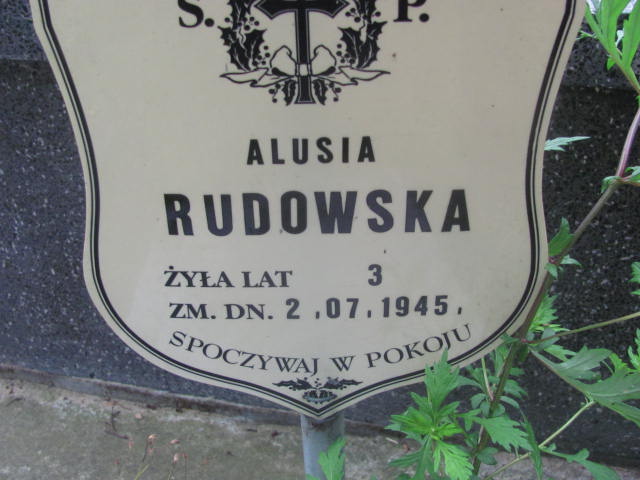 Ś. P.
ALUSIA
RUDOWSKA
ŻYŁA LAT 3
ZM. DN. 2.07.1945.
SPOCZYWAJ W POKOJU